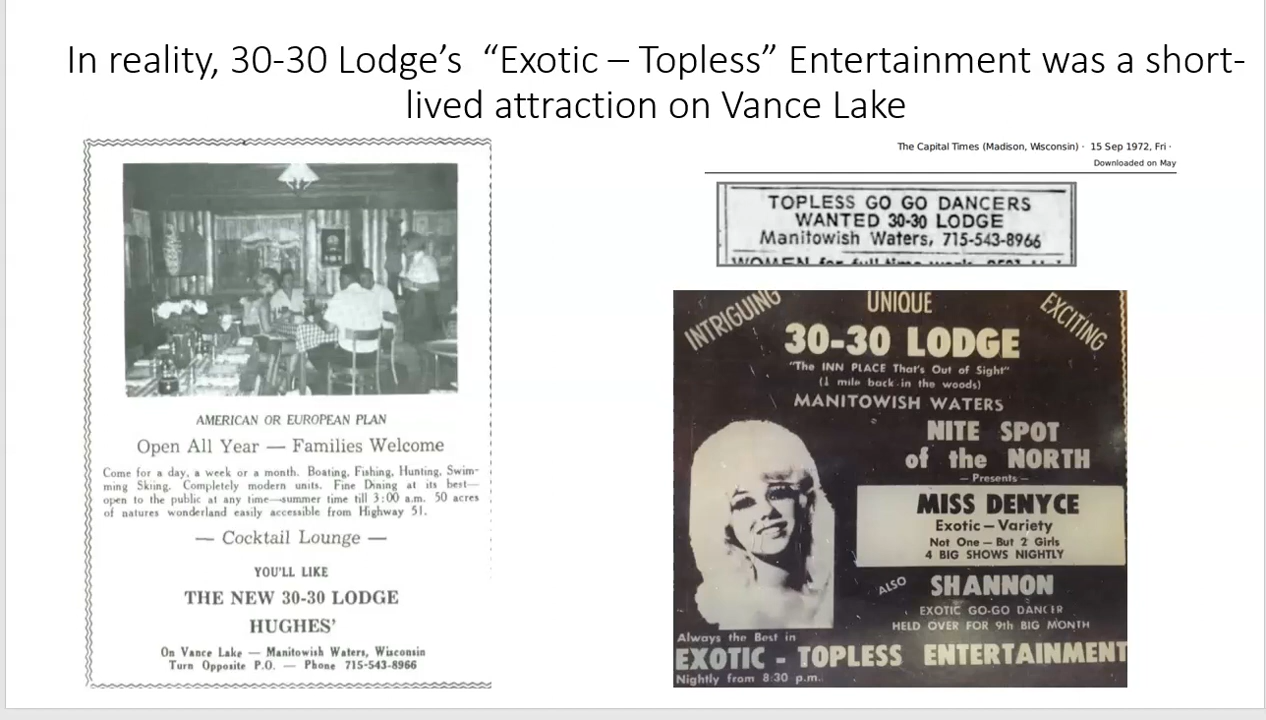 In reality, 30-30 Lodge’s “Exotic – Topless” Entertainment was a short-
lived attraction on Vance Lake
AMERICAN OR EUROPEAN PLAN
Open All Year — Families Welcome
Come for a day, a week or a month. Boating, Fishing, Hunting, Swim-
ming Skiing. Completely modern units. Fine Dining at its best—
open to the public at any time—summer time till 3:00 a.m. 50 acres
of natures wonderland easily accessible from Highway 51.
— Cocktail Lounge —
YOU'LL LIKE
THE NEW 30-30 LODGE
HUGHES'
On Vance Lake — Manitowish Waters, Wisconsin
Turn Opposite P.O. — Phone 715-543-8966
The Capital Times (Madison, Wisconsin) · 15 Sep 1972, Fri ·
Downloaded on May
TOPLESS GO GO DANCERS
WANTED 30-30 LODGE
Manitowish Waters, 715-543-8966
WOMEN for full time work
INTRIGUING UNIQUE EXCITING
30-30 LODGE
"The INN PLACE That's Out of Sight"
(1 mile back in the woods)
MANITOWISH WATERS
NITE SPOT
of the NORTH
— Presents —
MISS DENYCE
Exotic — Variety
Not One — But 2 Girls
4 BIG SHOWS NIGHTLY
ALSO SHANNON
EXOTIC GO-GO DANCER
HELD OVER FOR 9th BIG MONTH
Always the Best in
EXOTIC - TOPLESS ENTERTAINMENT
Nightly from 8:30 p.m.